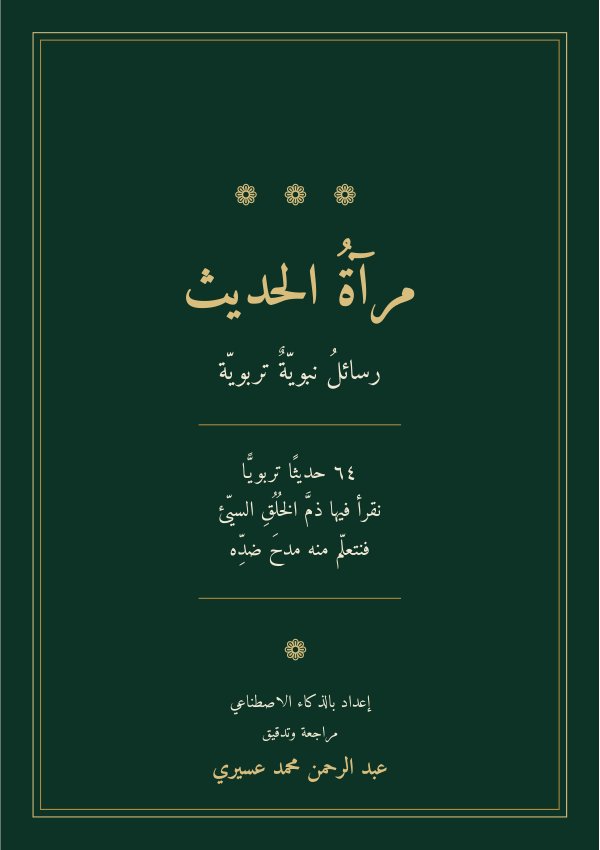 مرآةُ الحديث
رسائلُ نبويّةٌ تربويّة
٦٤ حديثًا تربويًّا
نقرأ فيها ذمَّ الخُلُقِ السيّئ
فنتعلّم منه مدحَ ضدِّه
إعداد بالذكاء الاصطناعي
مراجعة وتدقيق
عبد الرحمن محمد عسيري